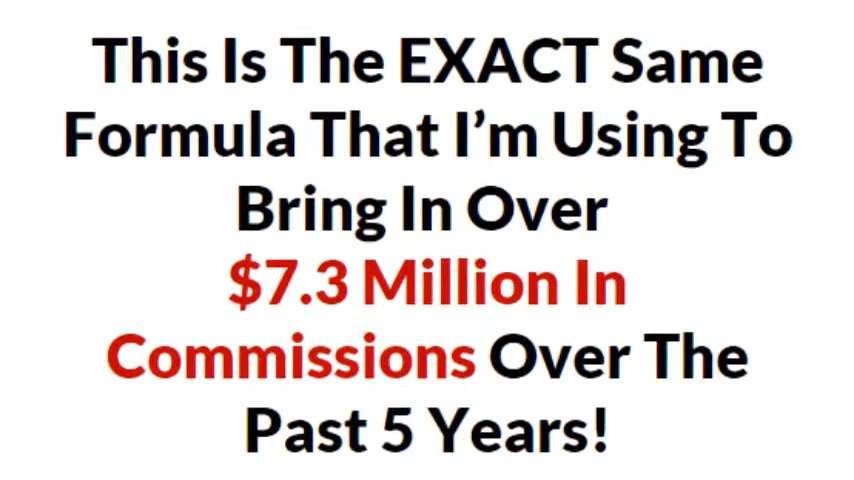 This Is The EXACT Same
Formula That I’m Using To
Bring In Over
$7.3 Million In
Commissions Over The
Past 5 Years!